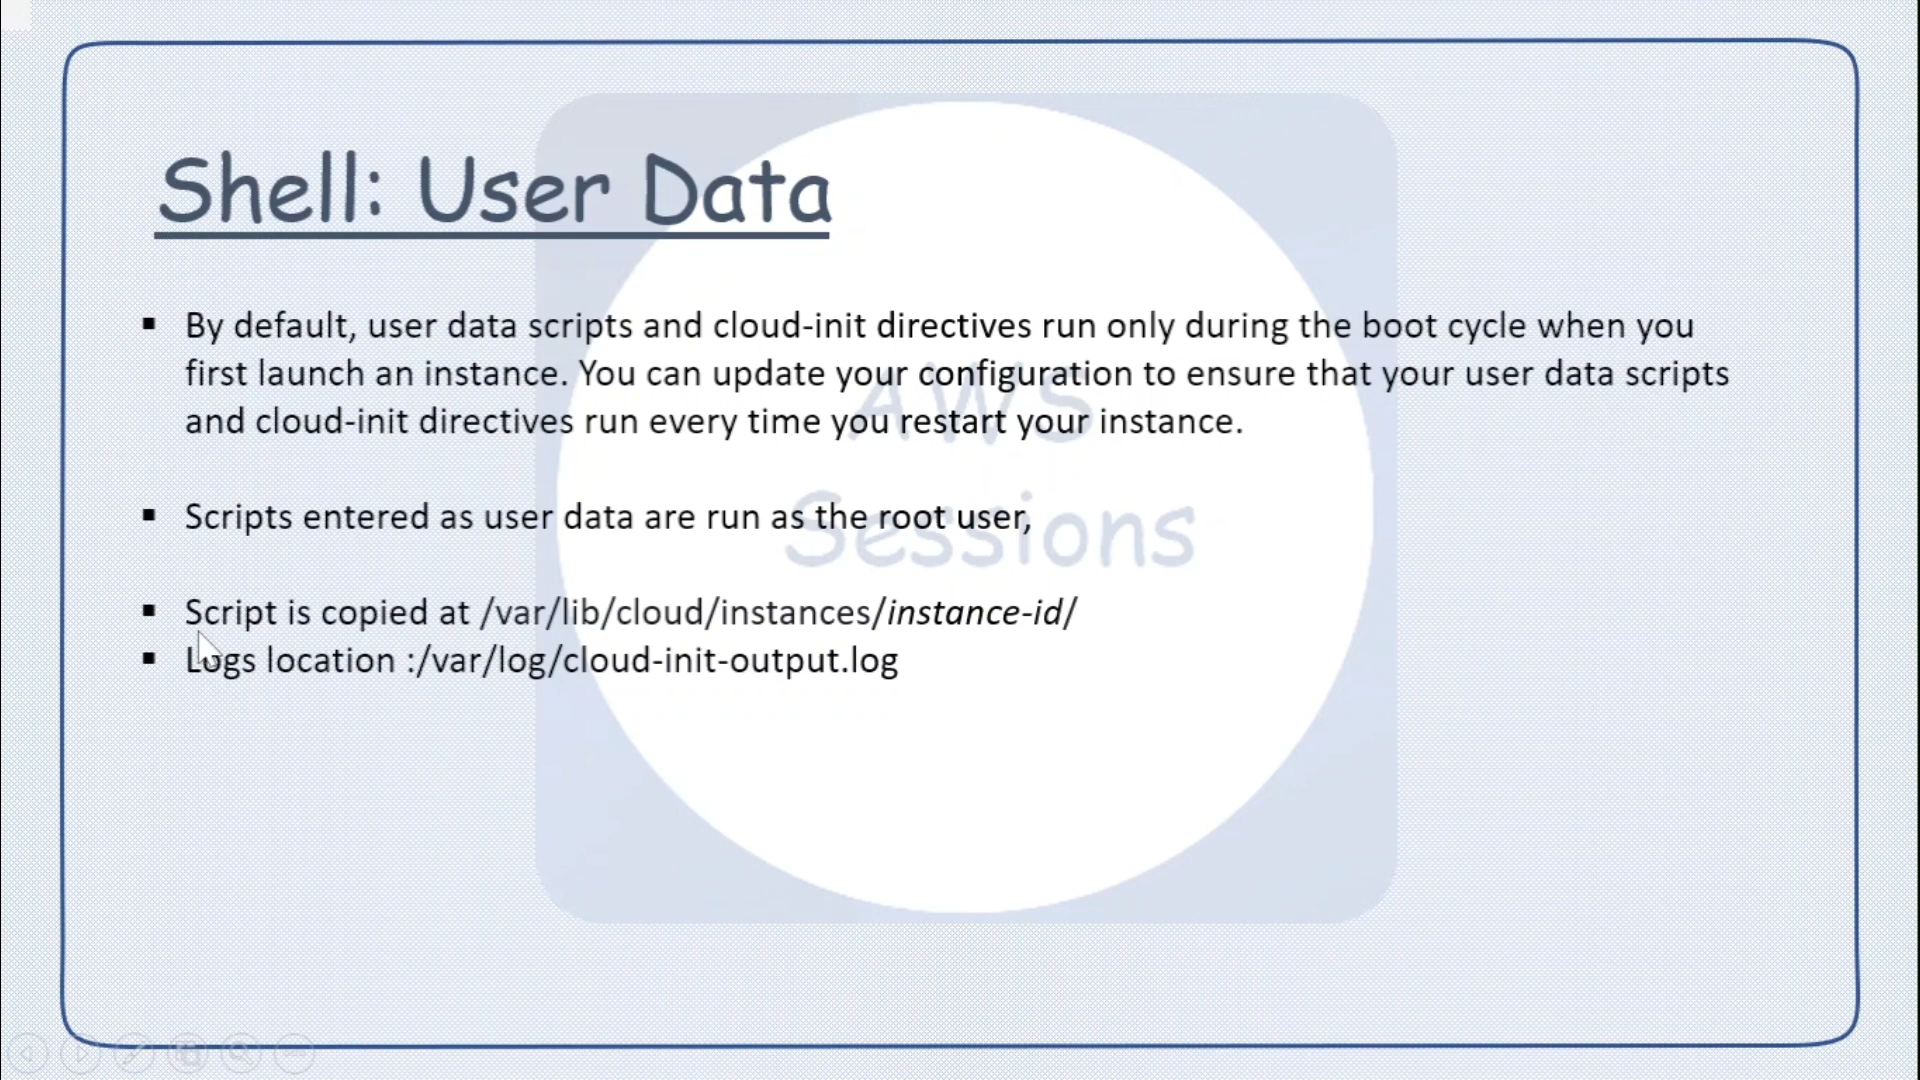 Shell: User Data
▪ By default, user data scripts and cloud-init directives run only during the boot cycle when you
first launch an instance. You can update your configuration to ensure that your user data scripts
and cloud-init directives run every time you restart your instance.
▪ Scripts entered as user data are run as the root user,
▪ Script is copied at /var/lib/cloud/instances/instance-id/
▪ Logs location :/var/log/cloud-init-output.log
AWS
Sessions